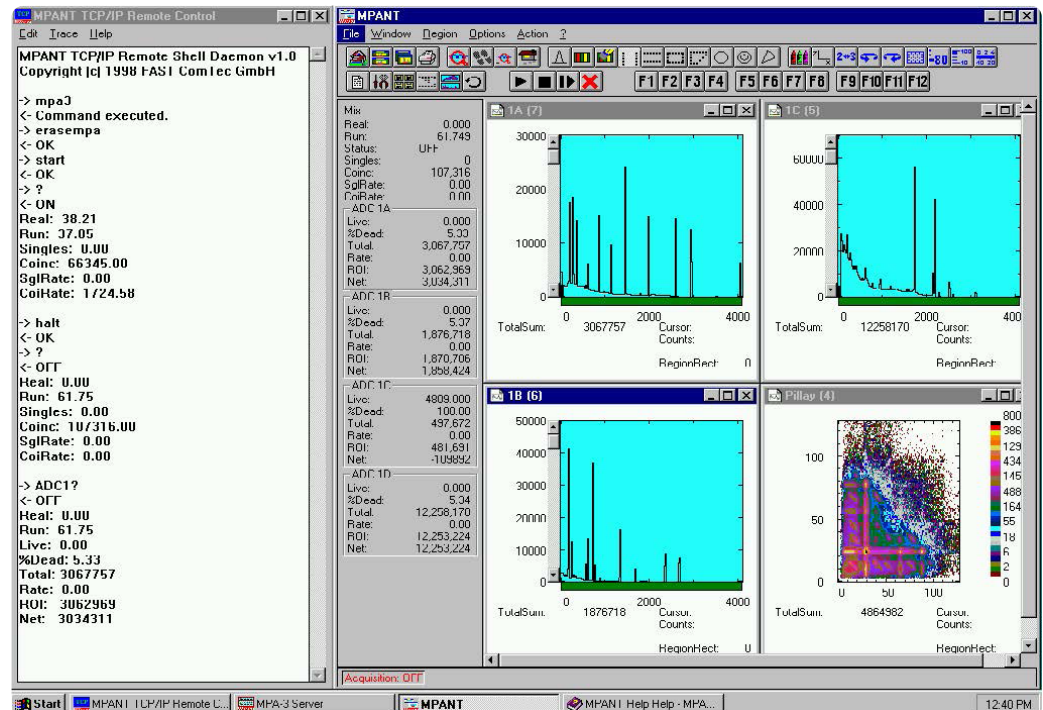 MPANT TCP/IP Remote Control
Edit Trace Help
MPANT TCP/IP Remote Shell Daemon v1.0
Copyright [c] 1998 FAST ComTec GmbH
-> mpa3
<- Command executed.
-> erasempa
<- OK
-> start
<- OK
-> ?
<- ON
Real: 38.21
Run: 37.05
Singles: 0.00
Coinc: 66345.00
SglRate: 0.00
CoiRate: 1724.58
-> halt
<- OK
-> ?
<- OFF
Real: 0.00
Run: 61.75
Singles: 0.00
Coinc: 107316.00
SglRate: 0.00
CoiRate: 0.00
-> ADC1?
<- OFF
Real: 0.00
Run: 61.75
Live: 0.00
%Dead: 5.33
Total: 3067757
Rate: 0.00
ROI: 3062969
Net: 3034311
MPANT
File Window Region Options Action ?
F1 F2 F3 F4 F5 F6 F7 F8 F9 F10 F11 F12
Mix
Real: 0.000
Run: 61.749
Status: OFF
Singles: 0
Coinc: 107,316
SglRate: 0.00
CoiRate: 0.00
ADC 1A
Live: 0.000
%Dead: 5.33
Total: 3,067,757
Rate: 0.00
ROI: 3,062,969
Net: 3,034,311
ADC 1B
Live: 0.000
%Dead: 5.37
Total: 1,876,718
Rate: 0.00
ROI: 1,870,706
Net: 1,858,424
ADC 1C
Live: 4809.000
%Dead: 100.00
Total: 497,672
Rate: 0.00
ROI: 481,691
Net: -109892
ADC 1D
Live: 0.000
%Dead: 5.34
Total: 12,258,170
Rate: 0.00
ROI: 12,253,224
Net: 12,253,224
1A (7)
30000
20000
10000
0
0 2000 4000
TotalSum: 3067757 Cursor:
Counts:
RegionRect: 0
1C (5)
60000
40000
20000
0
0 2000 400
TotalSum: 12258170 Cursor:
Counts:
RegionRect:
1B (6)
50000
40000
30000
20000
10000
0
0 2000 4000
TotalSum: 1876718 Cursor:
Counts:
RegionRect: 0
Pillay (4)
100
50
0
0 50 100
800
386
129
434
145
488
164
55
18
6
2
0
TotalSum: 4864982 Cursor:
Counts:
RegionRect:
Acquisition: OFF
Start MPANT TCP/IP Remote C... MPA-3 Server MPANT MPANT Help Help - MPA... 12:40 PM